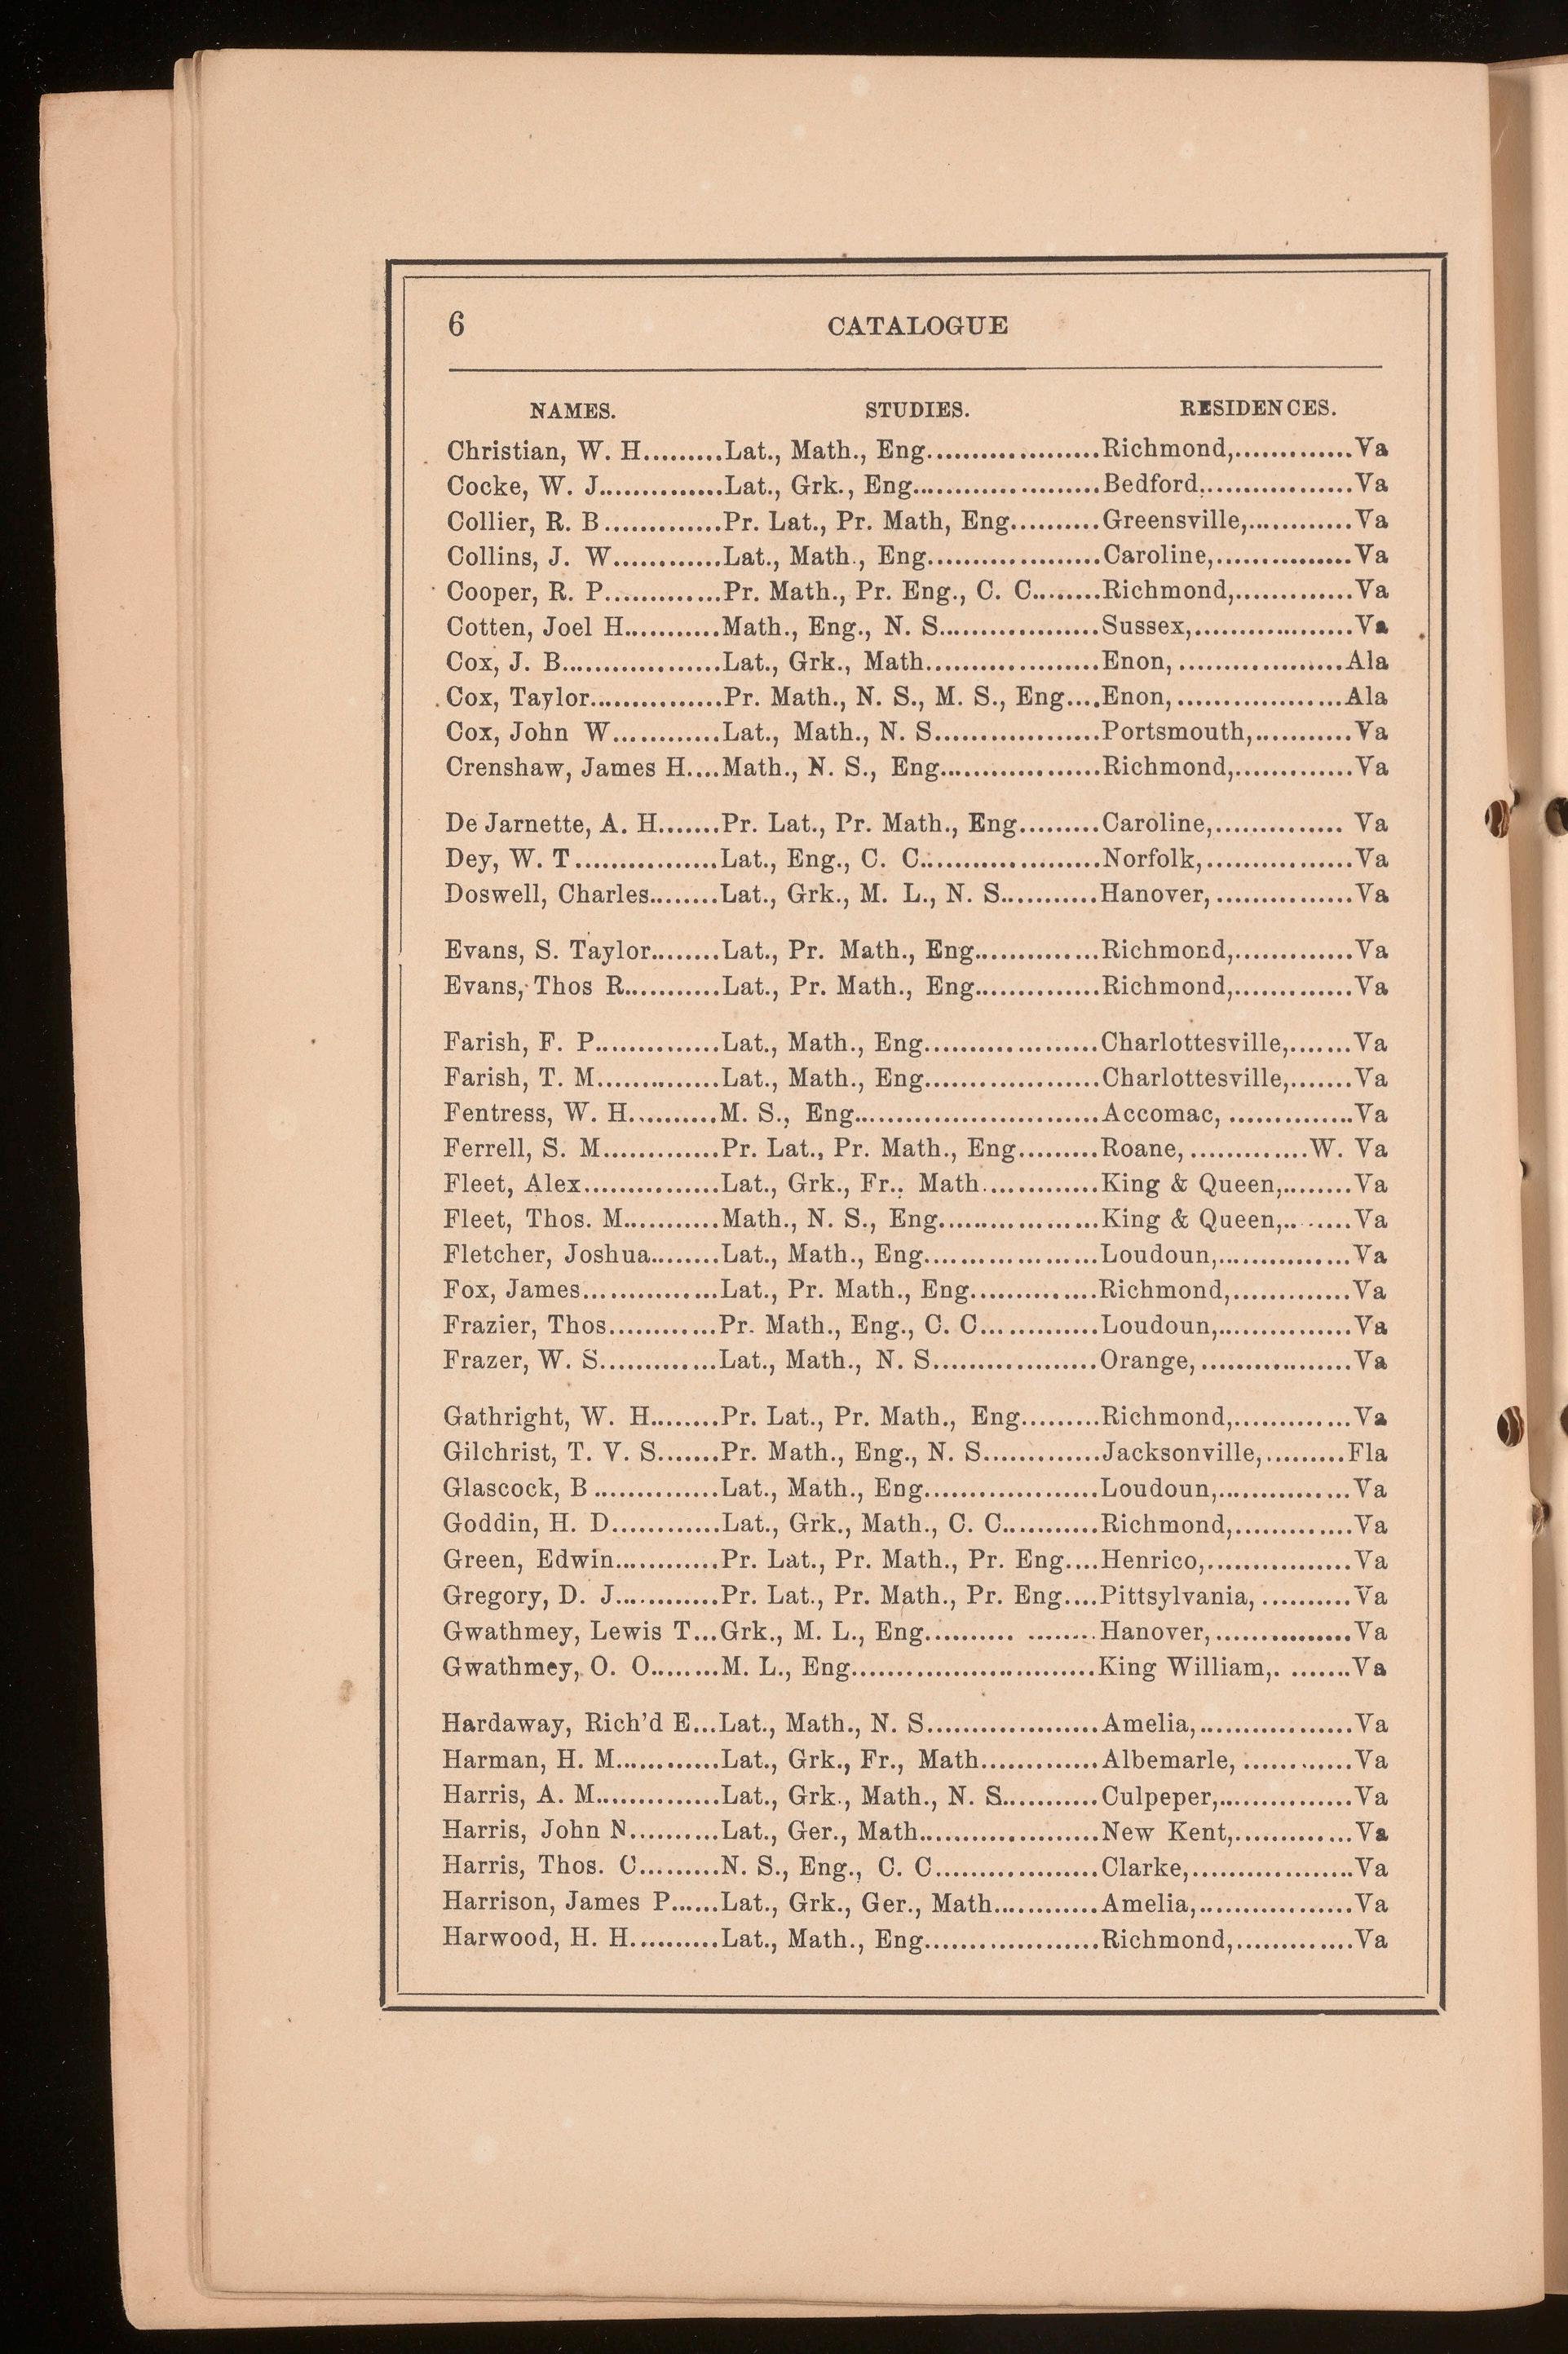 6 CATALOGUE
NAMES. STUDIES. RESIDENCES.
Christian, W. H.........Lat., Math., Eng...................Richmond,.............Va
Cocke, W. J..............Lat., Grk., Eng.....................Bedford.................Va
Collier, R. B.............Pr. Lat., Pr. Math, Eng..........Greensville,............Va
Collins, J. W............Lat., Math., Eng...................Caroline,...............Va
Cooper, R. P.............Pr. Math., Pr. Eng., C. C........Richmond,.............Va
Cotten, Joel H...........Math., Eng., N. S.................Sussex,..................Va
Cox, J. B..................Lat., Grk., Math...................Enon,..................Ala
Cox, Taylor...............Pr. Math., N. S., M. S., Eng....Enon,..................Ala
Cox, John W............Lat., Math., N. S..................Portsmouth,...........Va
Crenshaw, James H....Math., N. S., Eng.................Richmond,.............Va
De Jarnette, A. H.......Pr. Lat., Pr. Math., Eng.........Caroline,.............. Va
Dey, W. T................Lat., Eng., C. C....................Norfolk,................Va
Doswell, Charles........Lat., Grk., M. L., N. S...........Hanover,...............Va
Evans, S. Taylor........Lat., Pr. Math., Eng..............Richmond,.............Va
Evans, Thos R...........Lat., Pr. Math., Eng..............Richmond,.............Va
Farish, F. P..............Lat., Math., Eng...................Charlottesville,.......Va
Farish, T. M..............Lat., Math., Eng...................Charlottesville,.......Va
Fentress, W. H..........M. S., Eng...........................Accomac, ..............Va
Ferrell, S. M.............Pr. Lat., Pr. Math., Eng.........Roane,.............W. Va
Fleet, Alex...............Lat., Grk., Fr., Math.............King & Queen,........Va
Fleet, Thos. M...........Math., N. S., Eng..................King & Queen,........Va
Fletcher, Joshua........Lat., Math., Eng...................Loudoun,...............Va
Fox, James...............Lat., Pr. Math., Eng..............Richmond,.............Va
Frazier, Thos............Pr. Math., Eng., C. C.............Loudoun,...............Va
Frazer, W. S.............Lat., Math., N. S..................Orange,.................Va
Gathright, W. H........Pr. Lat., Pr. Math., Eng.........Richmond,.............Va
Gilchrist, T. V. S.......Pr. Math., Eng., N. S.............Jacksonville,.........Fla
Glascock, B..............Lat., Math., Eng...................Loudoun,...............Va
Goddin, H. D............Lat., Grk., Math., C. C...........Richmond,.............Va
Green, Edwin............Pr. Lat., Pr. Math., Pr. Eng....Henrico,................Va
Gregory, D. J............Pr. Lat., Pr. Math., Pr. Eng....Pittsylvania,..........Va
Gwathmey, Lewis T...Grk., M. L., Eng.......... ........Hanover,...............Va
Gwathmey, O. O........M. L., Eng...........................King William,. .......Va
Hardaway, Rich'd E...Lat., Math., N. S...................Amelia,.................Va
Harman, H. M...........Lat., Grk., Fr., Math.............Albemarle, ............Va
Harris, A. M..............Lat., Grk., Math., N. S...........Culpeper,...............Va
Harris, John N..........Lat., Ger., Math....................New Kent,.............Va
Harris, Thos. C.........N. S., Eng., C. C..................Clarke,..................Va
Harrison, James P......Lat., Grk., Ger., Math............Amelia,.................Va
Harwood, H. H..........Lat., Math., Eng...................Richmond,.............Va